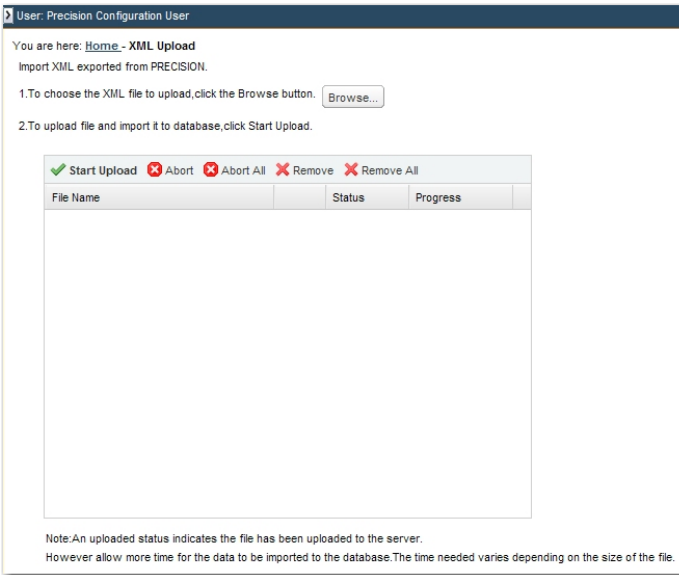 User: Precision Configuration User
You are here: Home - XML Upload
Import XML exported from PRECISION.
1.To choose the XML file to upload,click the Browse button. Browse...
2.To upload file and import it to database,click Start Upload.
Start Upload Abort Abort All Remove Remove All
File Name Status Progress
Note:An uploaded status indicates the file has been uploaded to the server.
However allow more time for the data to be imported to the database.The time needed varies depending on the size of the file.